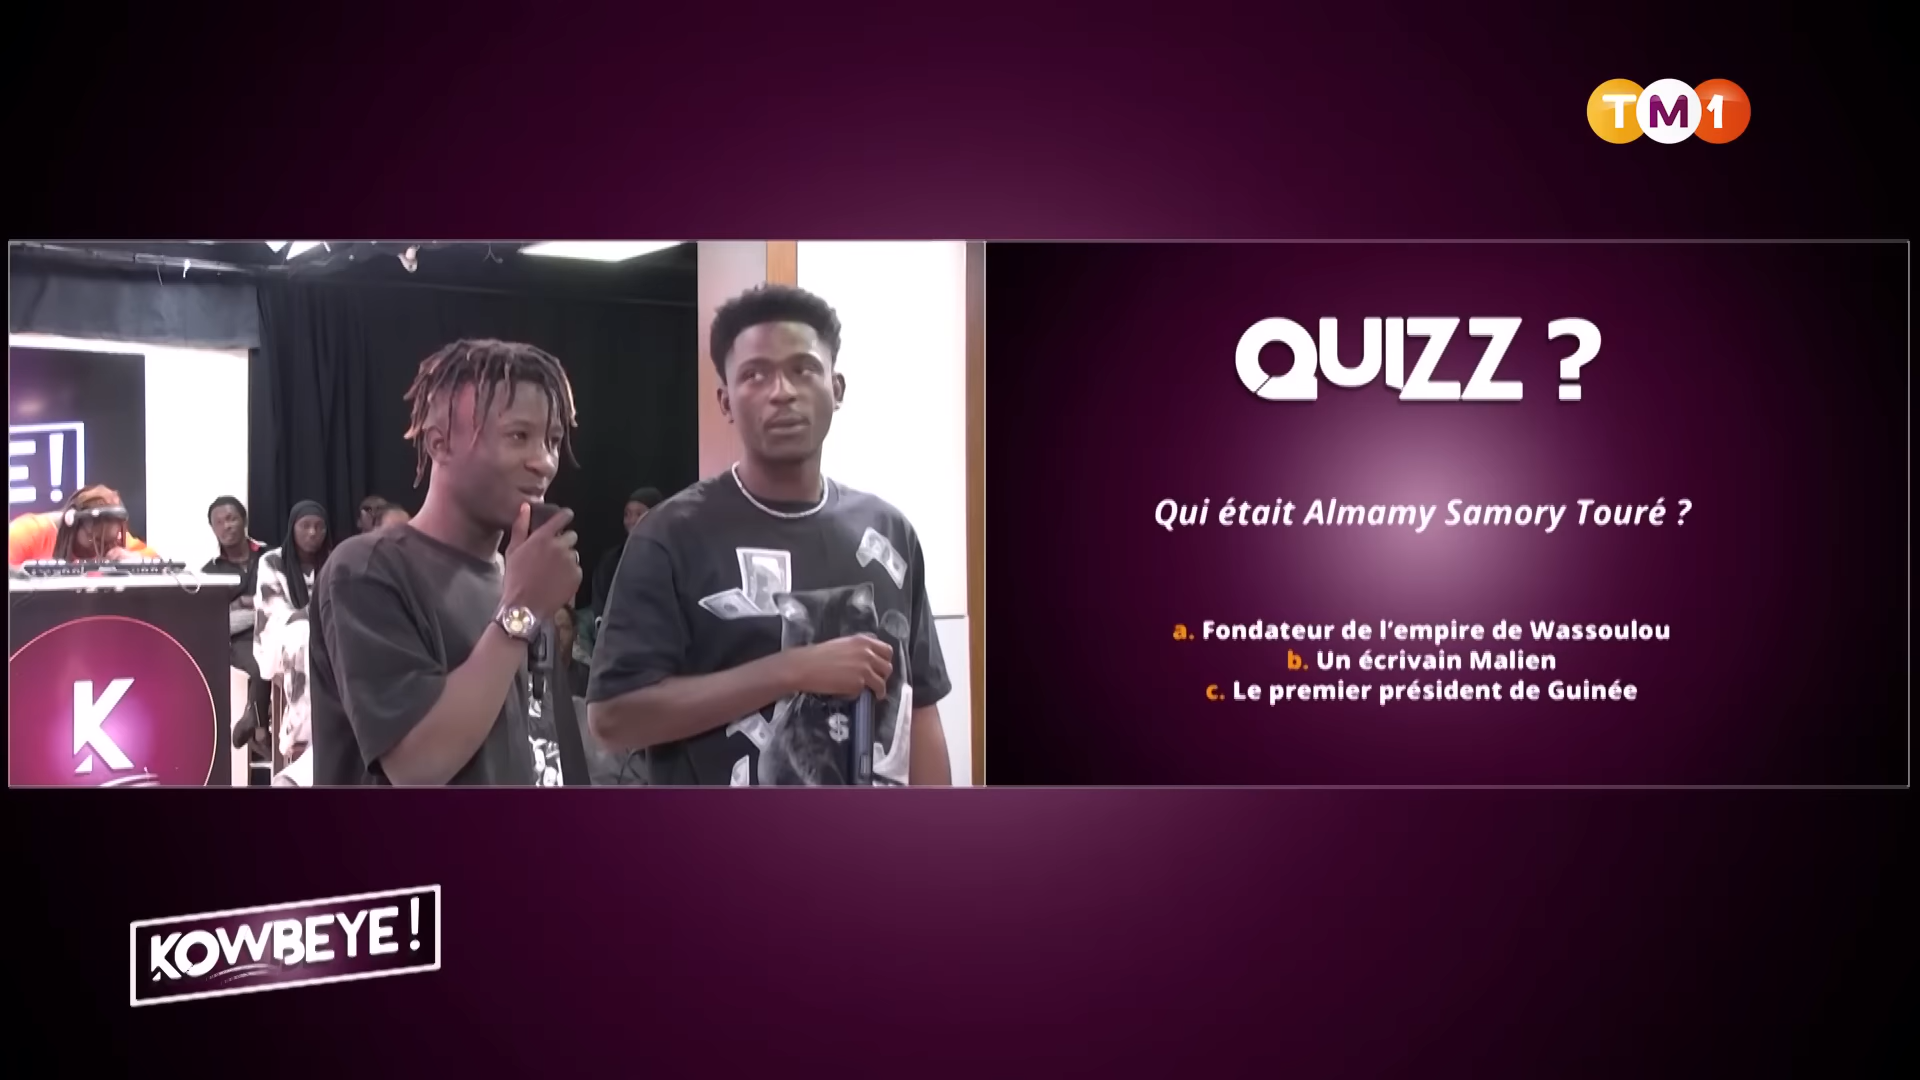 TM1
E!
K
$
QUIZZ ?
Qui était Almamy Samory Touré ?
a. Fondateur de l'empire de Wassoulou
b. Un écrivain Malien
c. Le premier président de Guinée
KOWBEYE!